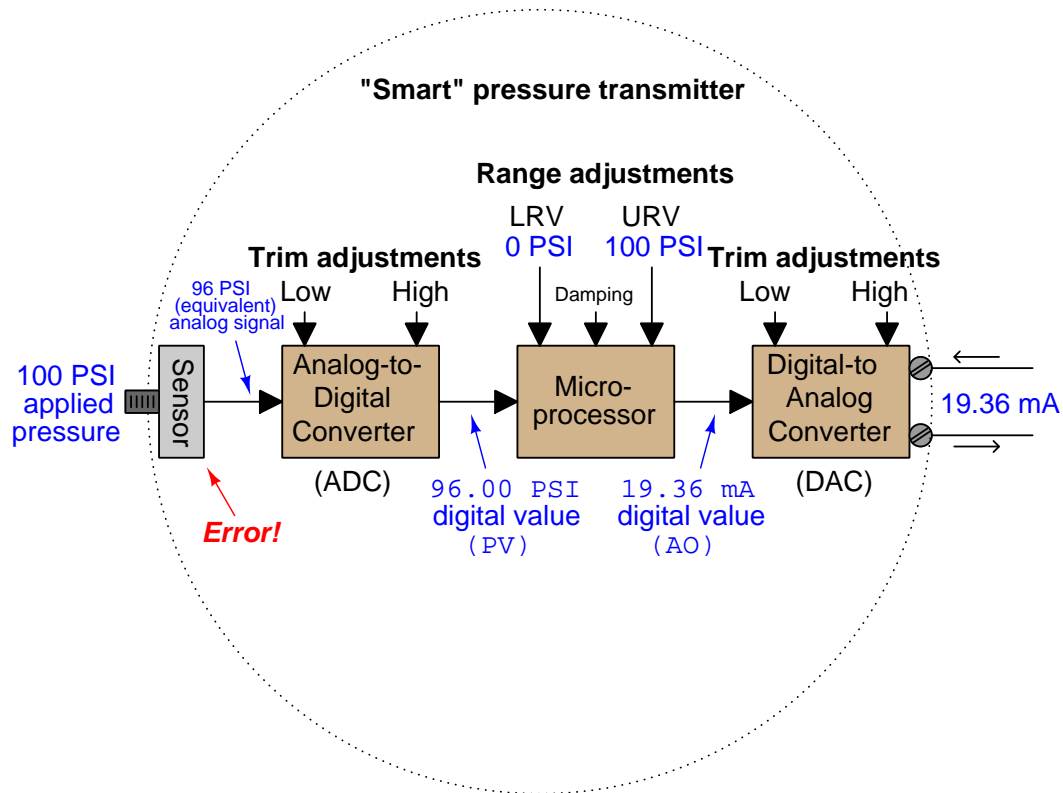 "Smart" pressure transmitter
Range adjustments
LRV
0 PSI
URV
100 PSI
Trim adjustments
Low
High
Damping
Trim adjustments
Low
High
96 PSI
(equivalent)
analog signal
100 PSI
applied
pressure
Sensor
Analog-to-
Digital
Converter
(ADC)
Micro-
processor
Digital-to
Analog
Converter
(DAC)
19.36 mA
Error!
96.00 PSI
digital value
(PV)
19.36 mA
digital value
(AO)